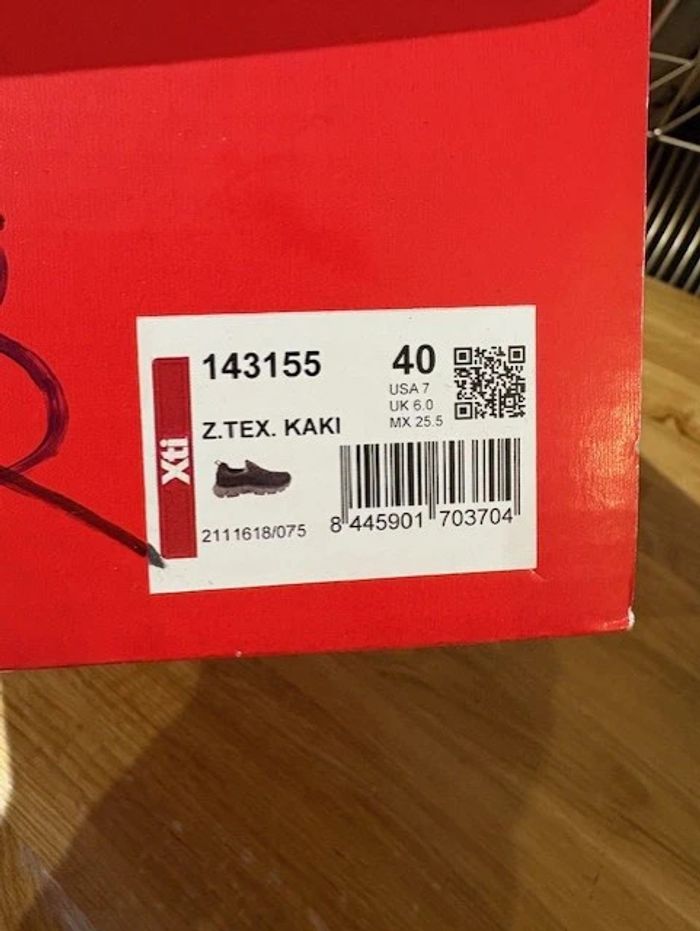 143155
40
USA 7
UK 6.0
MX 25.5
Z.TEX. KAKI
Xti
2111618/075
8 445901 703704